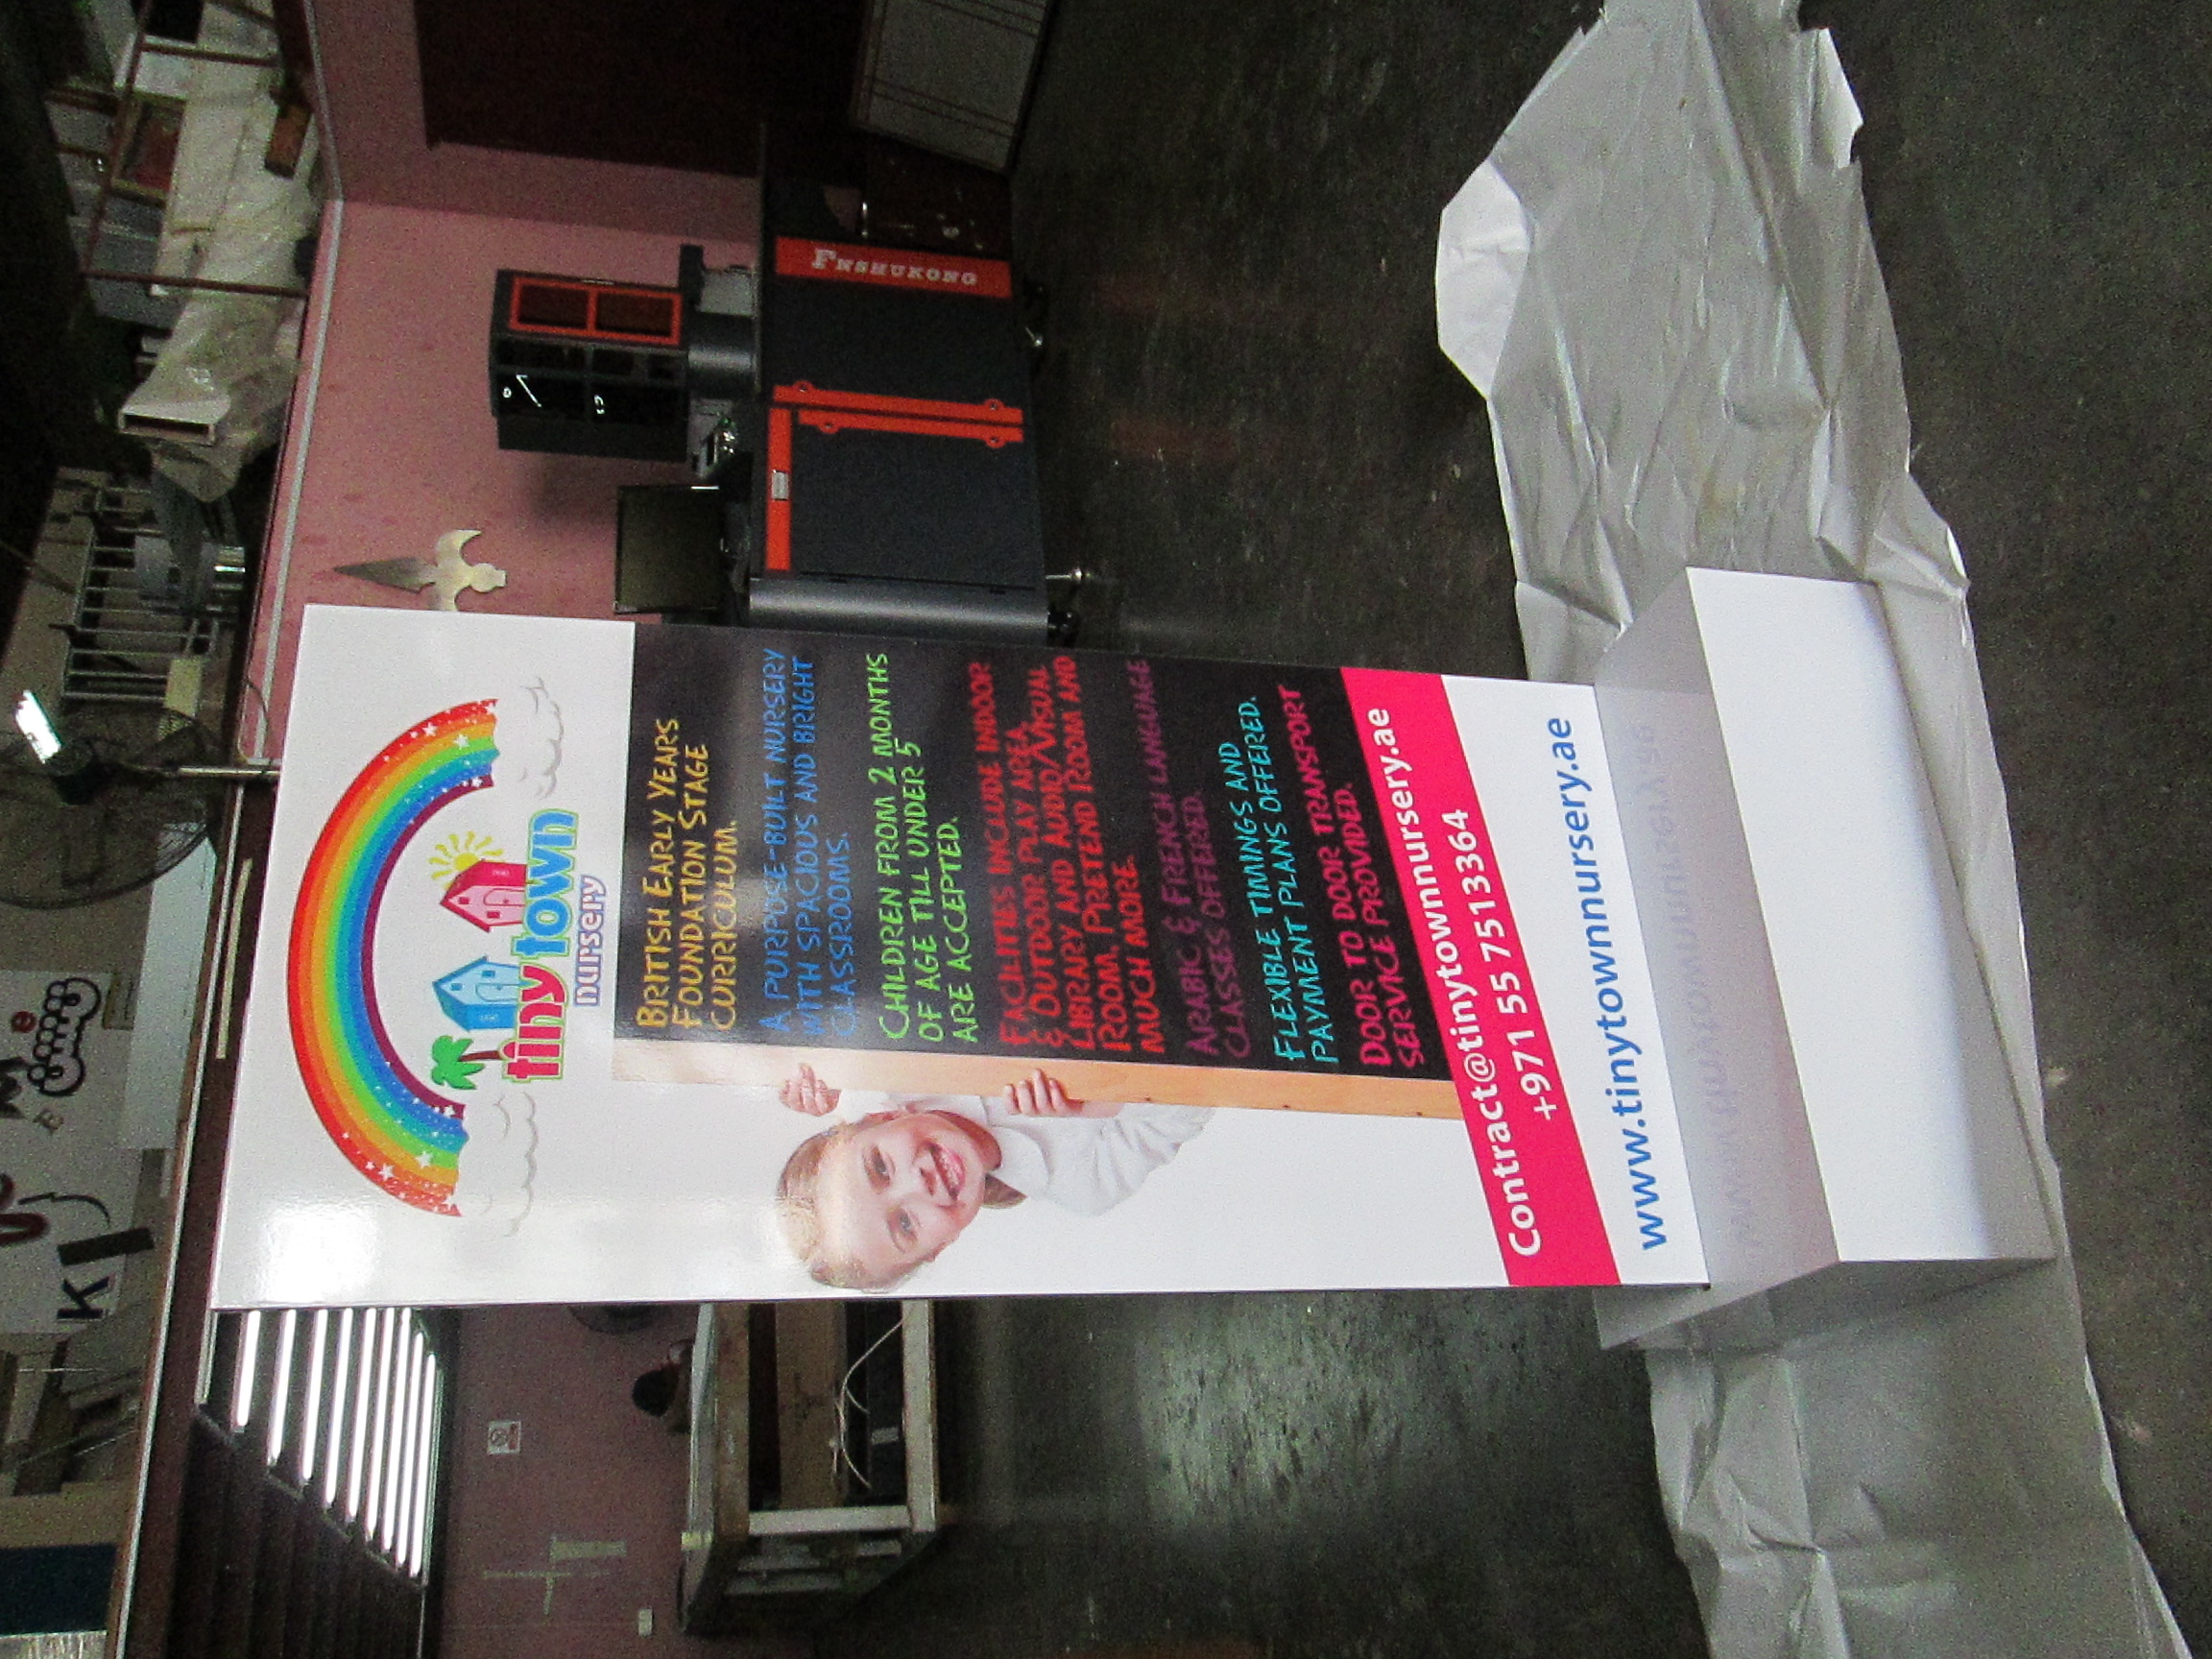 tiny town
nursery
BRITISH EARLY YEARS
FOUNDATION STAGE
CURRICULUM.
A PURPOSE-BUILT NURSERY
WITH SPACIOUS AND BRIGHT
CLASSROOMS.
CHILDREN FROM 2 MONTHS
OF AGE TILL UNDER 5
ARE ACCEPTED.
FACILITIES INCLUDE INDOOR
& OUTDOOR PLAY AREA,
LIBRARY AND AUDIO/VISUAL
ROOM, PRETEND ROOM AND
MUCH MORE.
ARABIC & FRENCH LANGUAGE
CLASSES OFFERED.
FLEXIBLE TIMINGS AND
PAYMENT PLANS OFFERED.
DOOR TO DOOR TRANSPORT
SERVICE PROVIDED.
Contract@tinytownnursery.ae
+971 55 7513364
www.tinytownnursery.ae